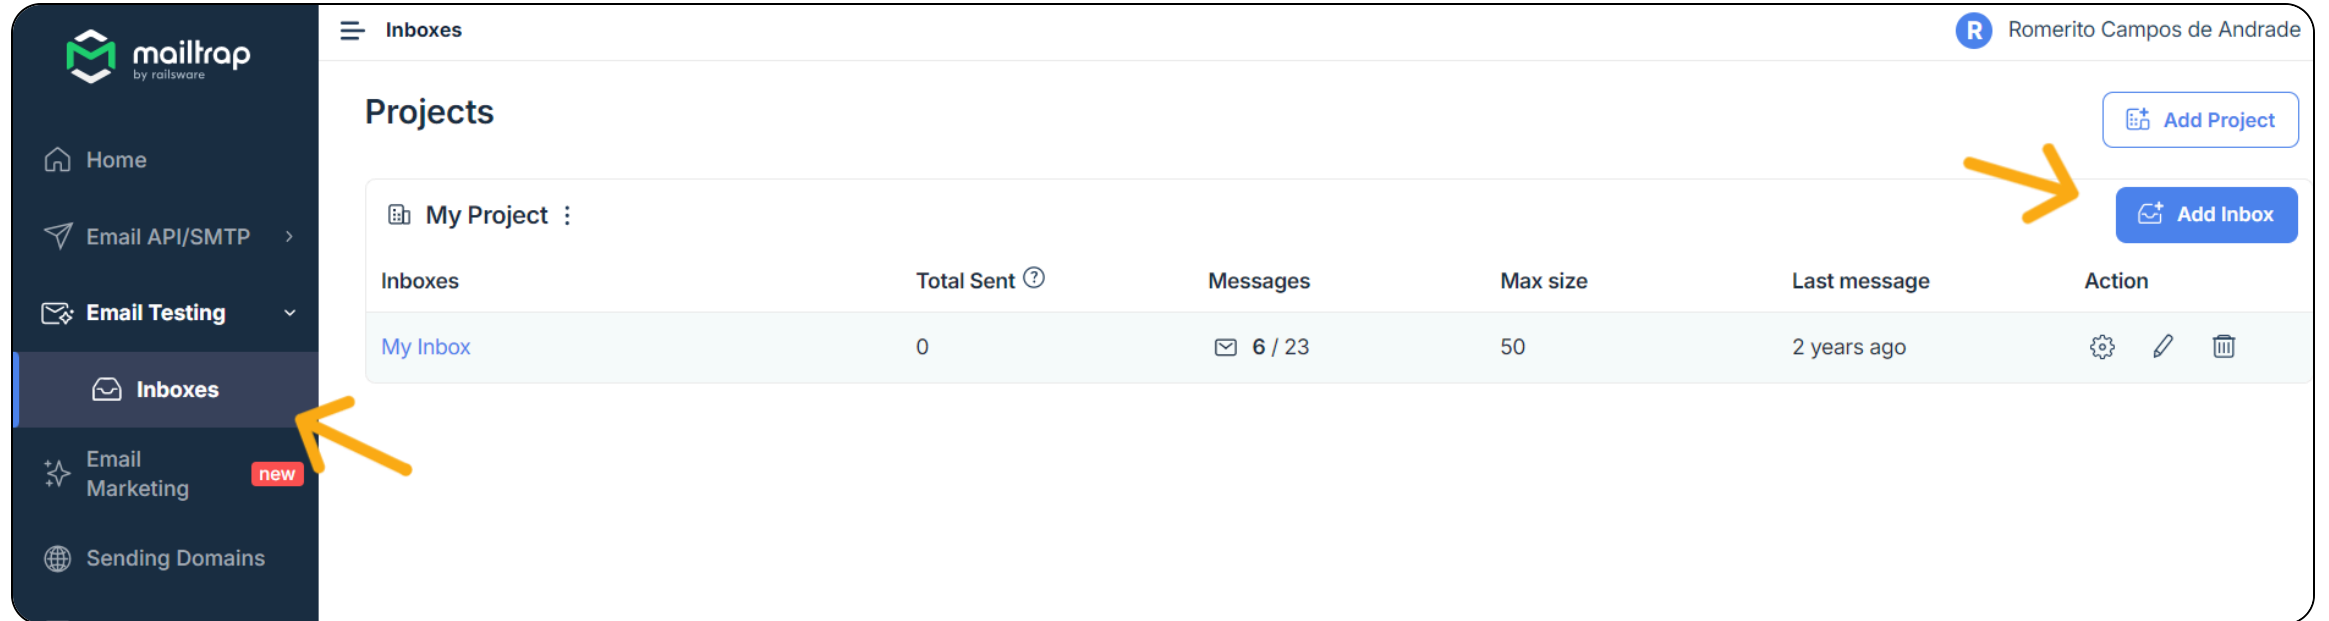 mailtrap
by railsware
Inboxes
R Romerito Campos de Andrade
Home
Email API/SMTP
Email Testing
Inboxes
Email
Marketing
new
Sending Domains
Projects
Add Project
My Project
Add Inbox
Inboxes Total Sent ? Messages Max size Last message Action
My Inbox 0 6 / 23 50 2 years ago